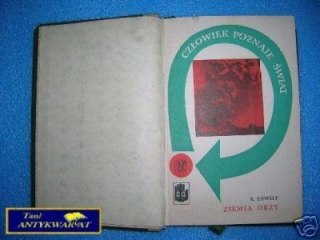 CZŁOWIEK POZNAJE ŚWIAT
ZIEMIA DRŻY
Tani
ANTYKWARIAT